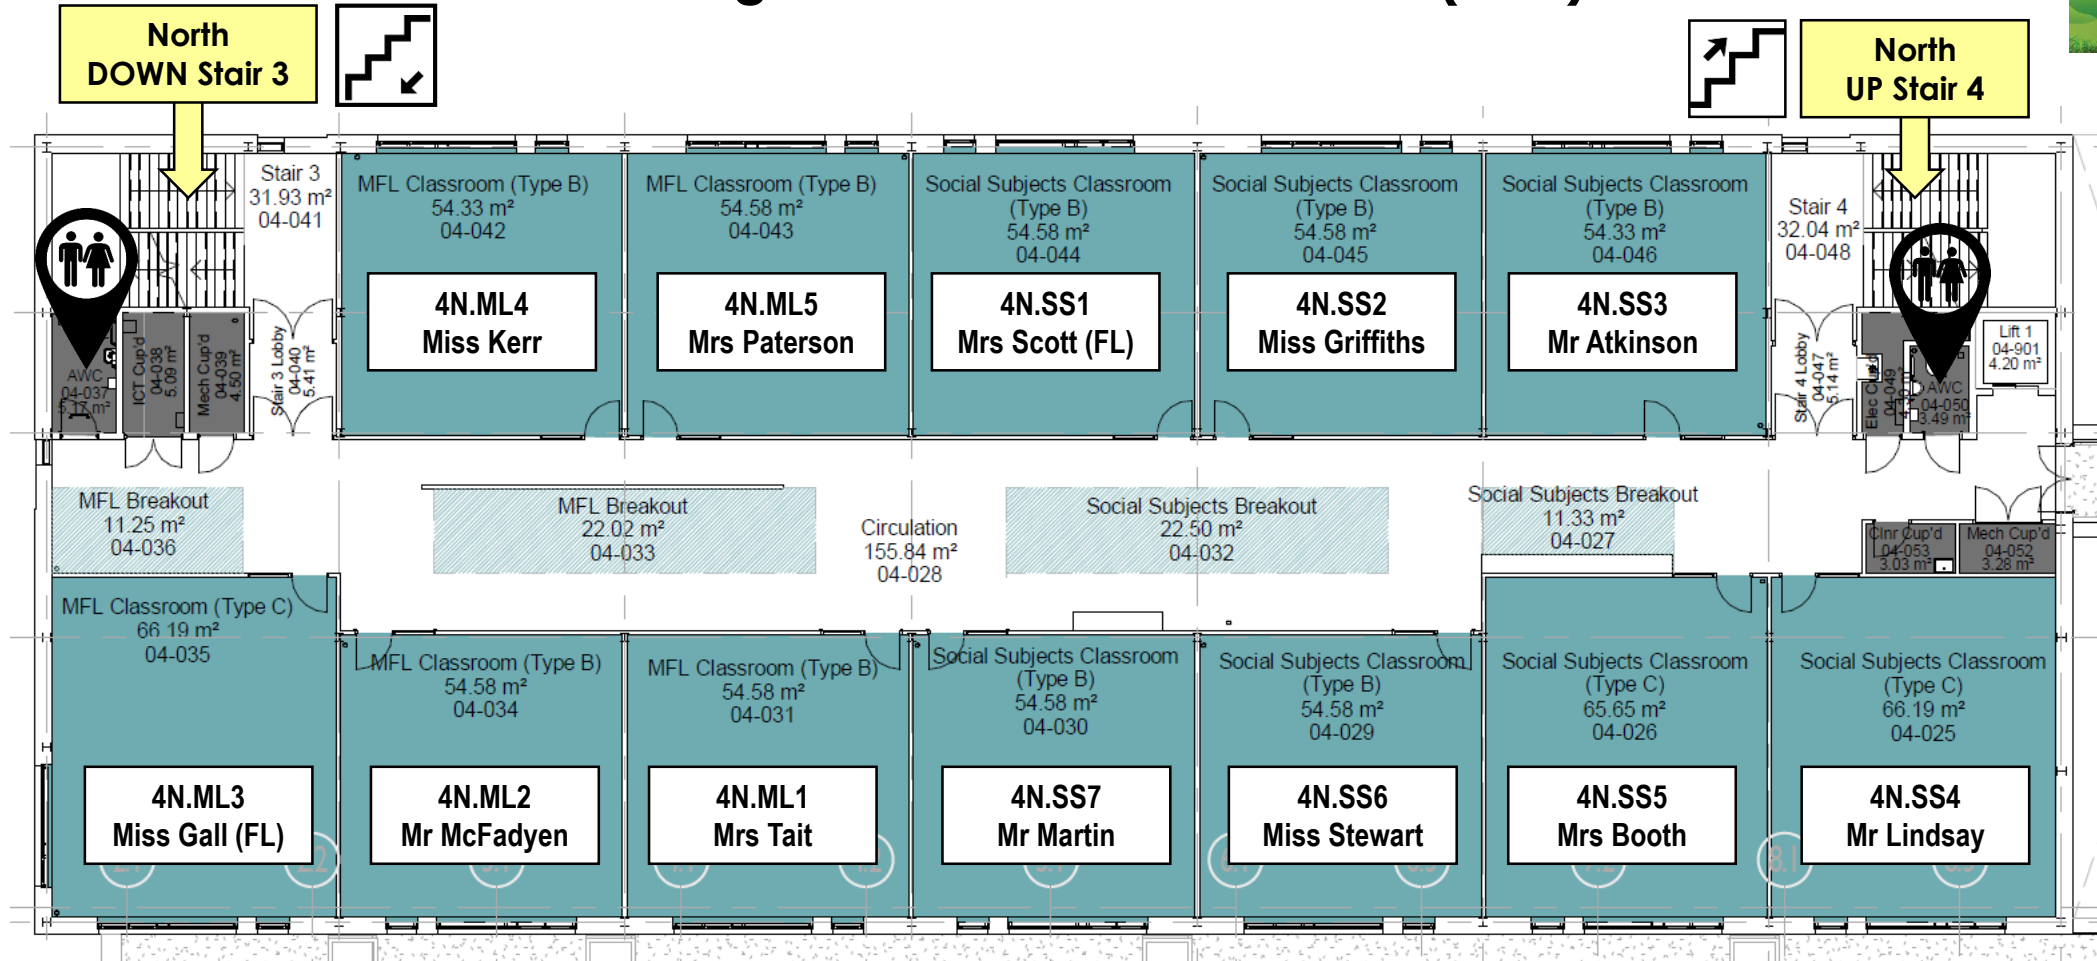 North
DOWN Stair 3
North
UP Stair 4
Stair 3
31.93 m²
04-041
MFL Classroom (Type B)
54.33 m²
04-042
4N.ML4
Miss Kerr
MFL Classroom (Type B)
54.58 m²
04-043
4N.ML5
Mrs Paterson
Social Subjects Classroom
(Type B)
54.58 m²
04-044
4N.SS1
Mrs Scott (FL)
Social Subjects Classroom
(Type B)
54.58 m²
04-045
4N.SS2
Miss Griffiths
Social Subjects Classroom
(Type B)
54.33 m²
04-046
4N.SS3
Mr Atkinson
Stair 4
32.04 m²
04-048
AWC
04-037
5.17 m²
ICT Cup'd
04-038
5.09 m²
Mech Cup'd
04-039
4.50 m²
Stair 3 Lobby
04-040
5.41 m²
Stair 4 Lobby
04-047
5.14 m²
Elec Cup'd
04-049
AWC
04-050
3.49 m²
Lift 1
04-901
4.20 m²
MFL Breakout
11.25 m²
04-036
MFL Breakout
22.02 m²
04-033
Circulation
155.84 m²
04-028
Social Subjects Breakout
22.50 m²
04-032
Social Subjects Breakout
11.33 m²
04-027
Clnr Cup'd
04-053
3.03 m²
Mech Cup'd
04-052
3.28 m²
MFL Classroom (Type C)
66.19 m²
04-035
4N.ML3
Miss Gall (FL)
MFL Classroom (Type B)
54.58 m²
04-034
4N.ML2
Mr McFadyen
MFL Classroom (Type B)
54.58 m²
04-031
4N.ML1
Mrs Tait
Social Subjects Classroom
(Type B)
54.58 m²
04-030
4N.SS7
Mr Martin
Social Subjects Classroom
(Type B)
54.58 m²
04-029
4N.SS6
Miss Stewart
Social Subjects Classroom
(Type C)
65.65 m²
04-026
4N.SS5
Mrs Booth
Social Subjects Classroom
(Type C)
66.19 m²
04-025
4N.SS4
Mr Lindsay